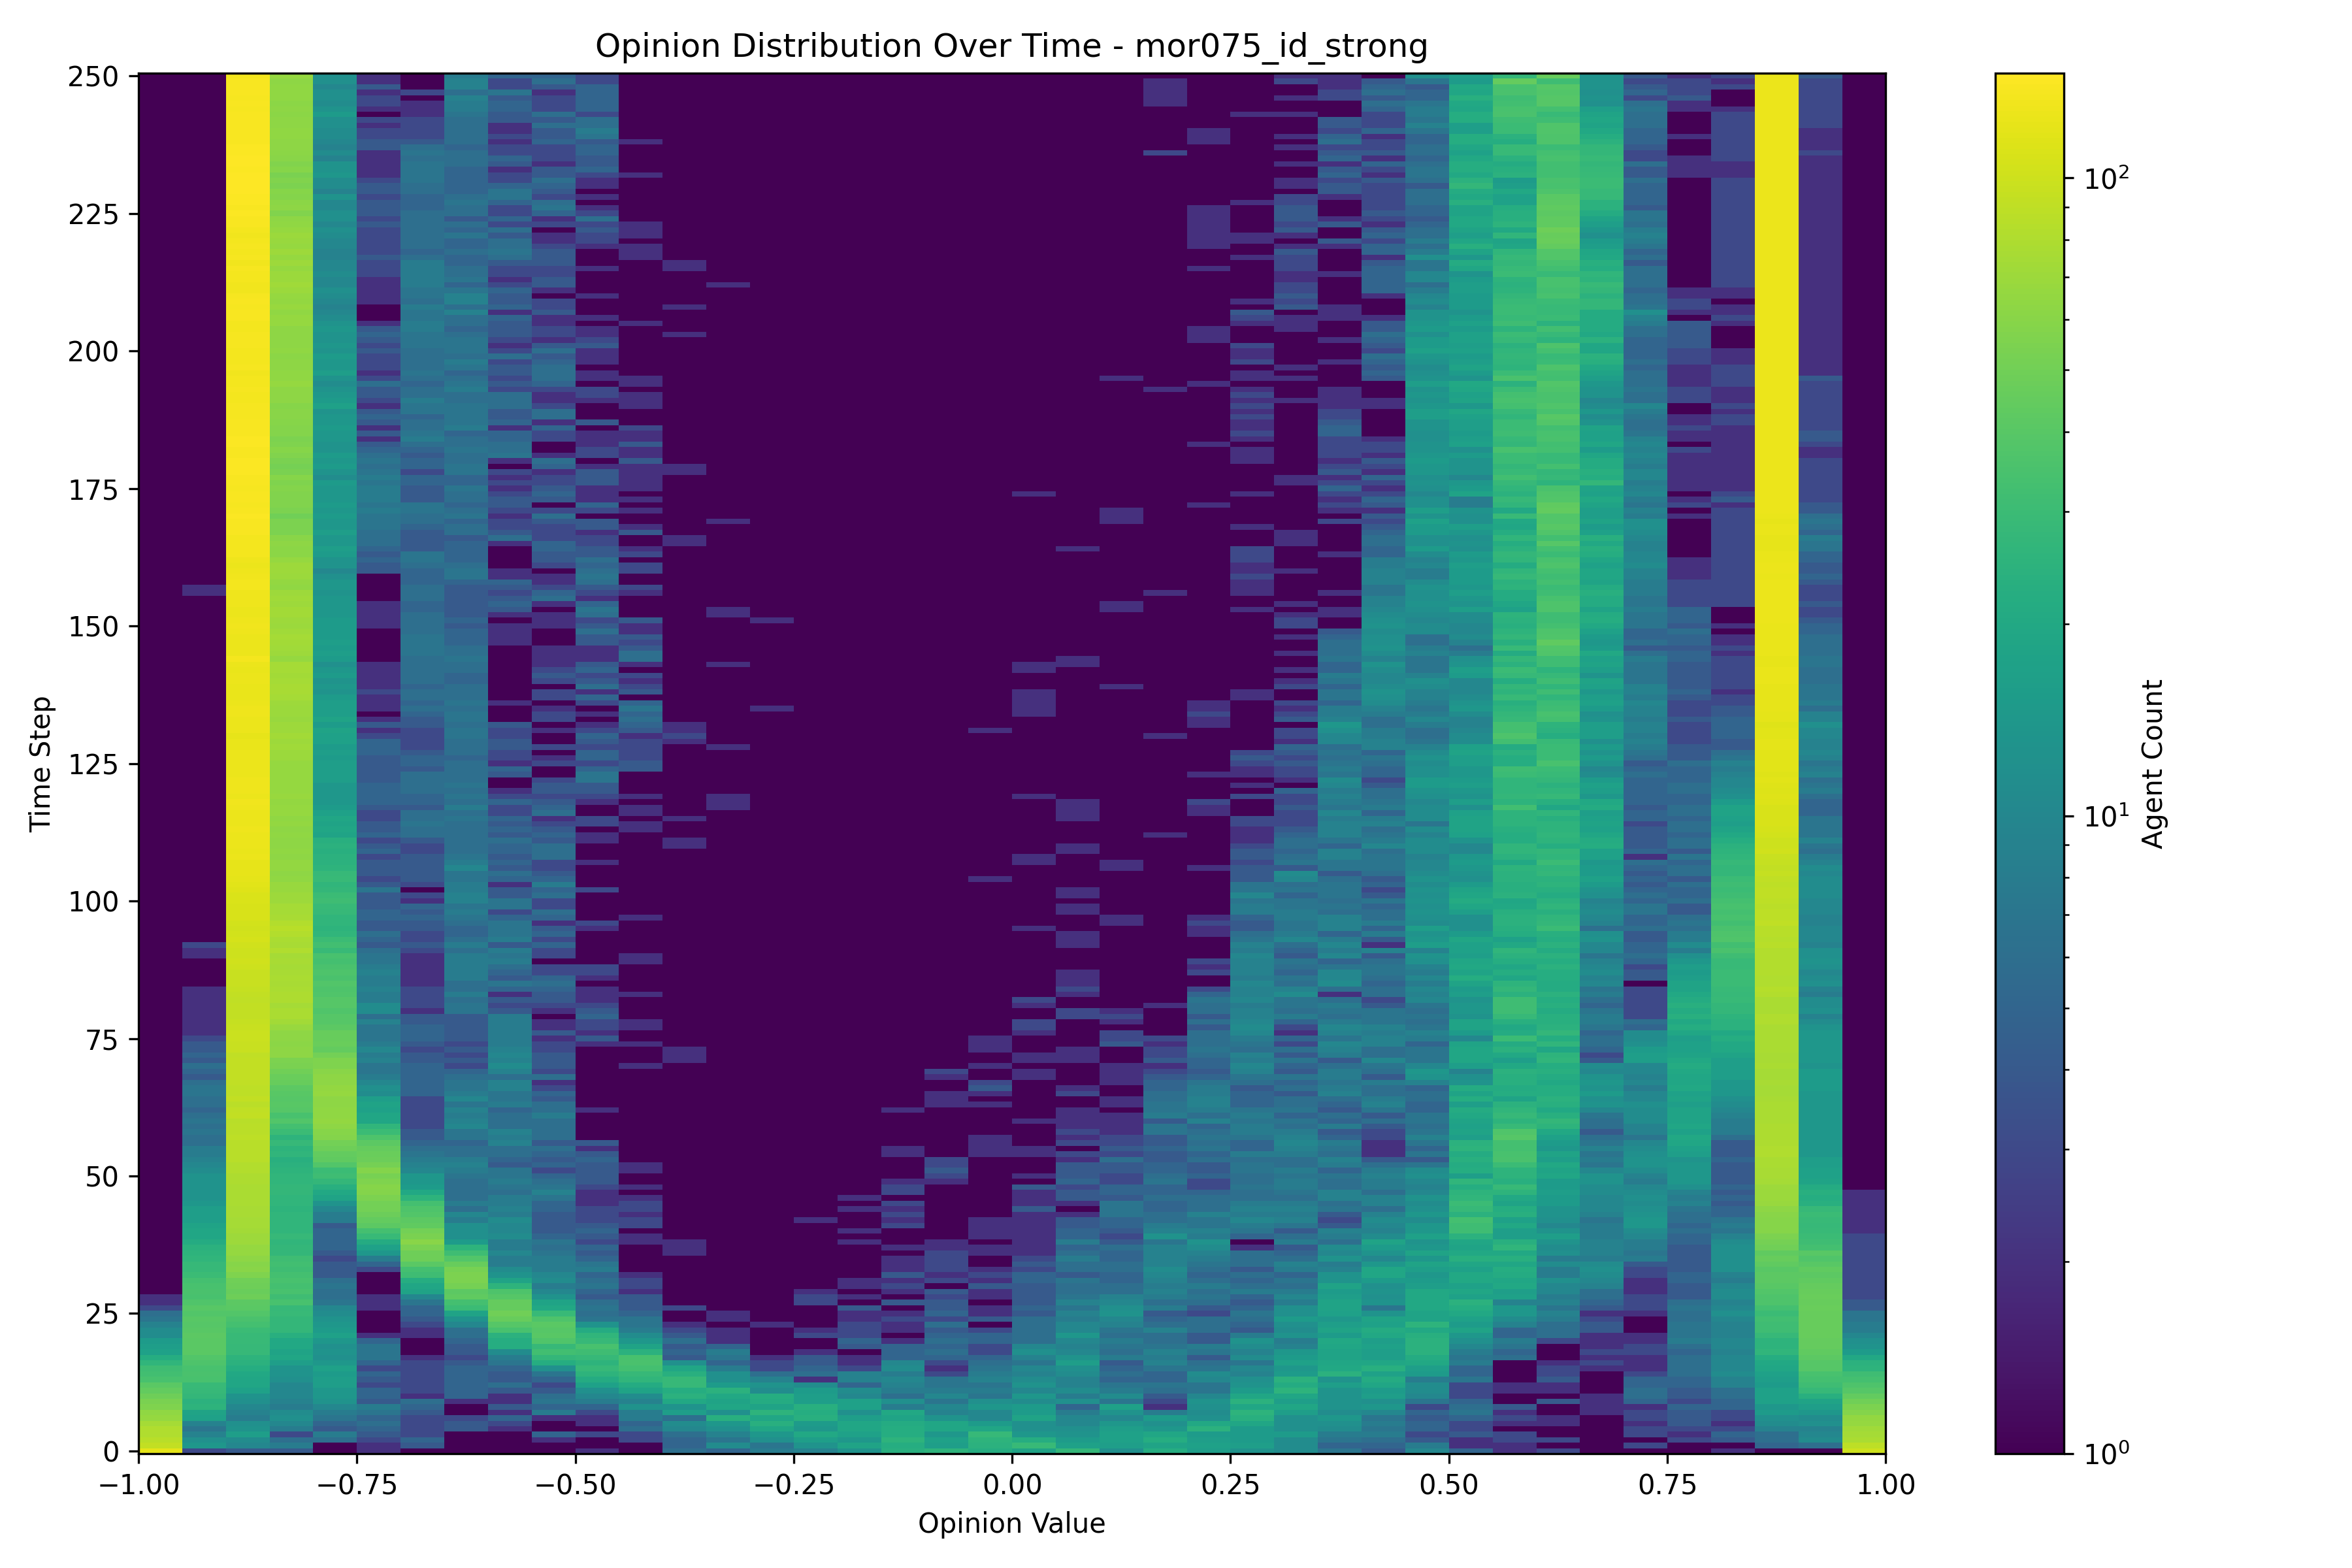 Opinion Distribution Over Time - mor075_id_strong
250
225
200
175
150
125
100
75
50
25
0
Time Step
−1.00 −0.75 −0.50 −0.25 0.00 0.25 0.50 0.75 1.00
Opinion Value
10²
10¹
10⁰
Agent Count